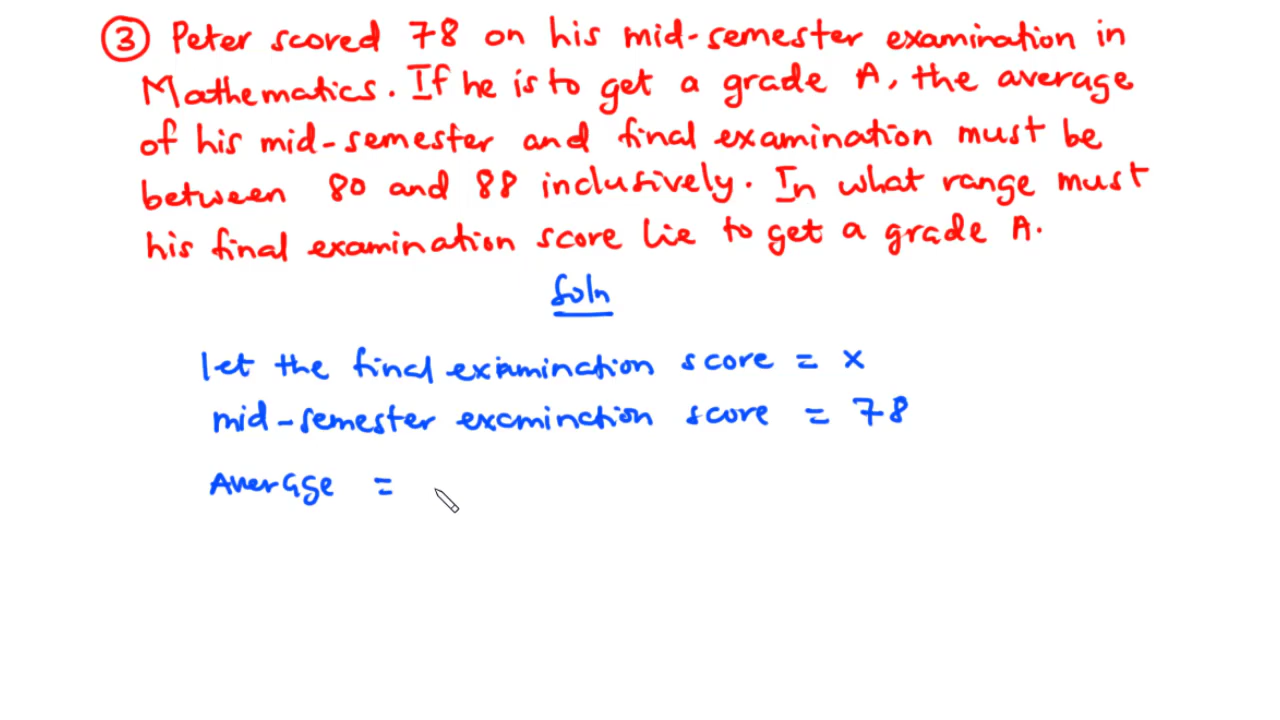 ③ Peter scored 78 on his mid-semester examination in
Mathematics. If he is to get a grade A, the average
of his mid-semester and final examination must be
between 80 and 88 inclusively. In what range must
his final examination score lie to get a grade A.
Soln
Let the final examination score = x
mid-semester examination score = 78
Average =